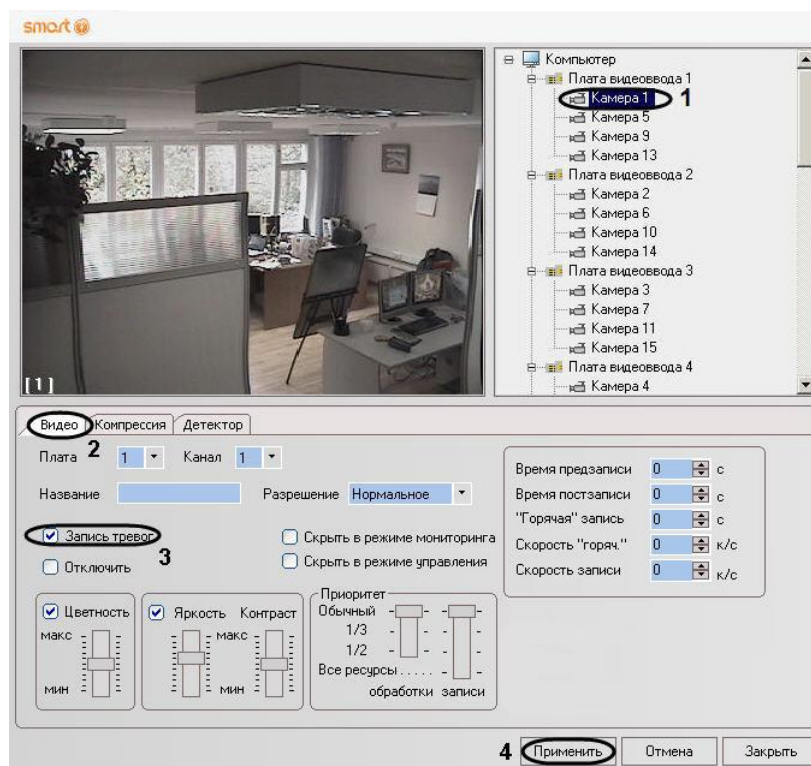 smart
Компьютер
Плата видеоввода 1
Камера 1
1
Камера 5
Камера 9
Камера 13
Плата видеоввода 2
Камера 2
Камера 6
Камера 10
Камера 14
Плата видеоввода 3
Камера 3
Камера 7
Камера 11
Камера 15
Плата видеоввода 4
Камера 4
[1]
Видео Компрессия Детектор
2
Плата 1 Канал 1
Название Разрешение Нормальное
Запись тревог
3
Отключить
Скрыть в режиме мониторинга
Скрыть в режиме управления
Время предзаписи 0 с
Время постзаписи 0 с
"Горячая" запись 0 с
Скорость "горяч." 0 к/с
Скорость записи 0 к/с
Цветность
макс
мин
Яркость Контраст
макс
мин
Приоритет
Обычный
1/3
1/2
Все ресурсы . . . . .
обработки записи
4 Применить Отмена Закрыть